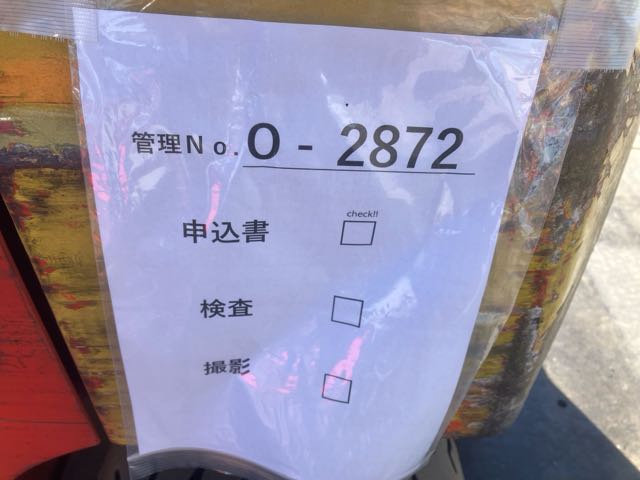 管理No. O - 2872
check!!
申込書 □
検査 □
撮影 □